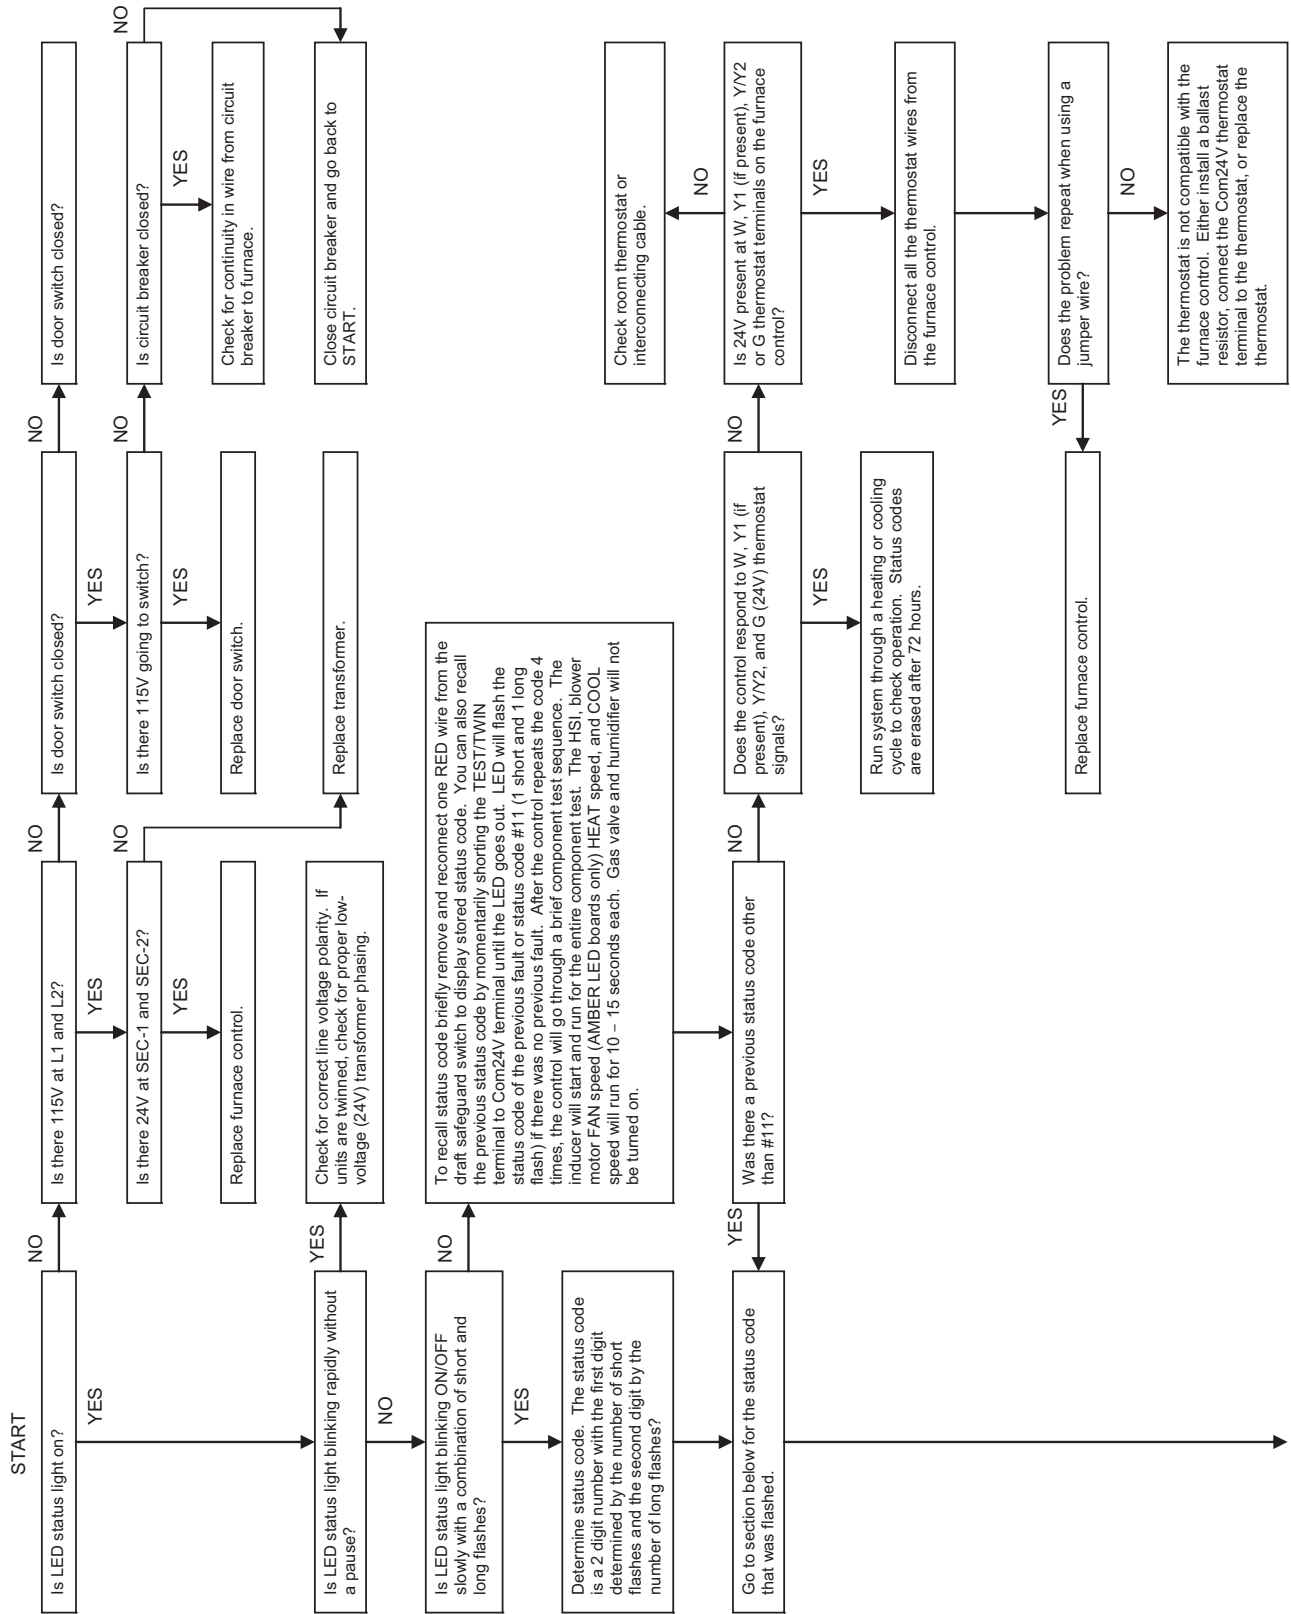 START
Is LED status light on?
NO
YES
Is there 115V at L1 and L2?
NO
YES
Is door switch closed?
NO
YES
Is door switch closed?
Is there 24V at SEC-1 and SEC-2?
NO
YES
Is there 115V going to switch?
NO
YES
Is circuit breaker closed?
NO
YES
Replace furnace control.
Replace door switch.
Check for continuity in wire from circuit
breaker to furnace.
Replace transformer.
Close circuit breaker and go back to
START.
Is LED status light blinking rapidly without
a pause?
YES
NO
Check for correct line voltage polarity. If
units are twinned, check for proper low-
voltage (24V) transformer phasing.
Is LED status light blinking ON/OFF
slowly with a combination of short and
long flashes?
NO
YES
To recall status code briefly remove and reconnect one RED wire from the
draft safeguard switch to display stored status code. You can also recall
the previous status code by momentarily shorting the TEST/TWIN
terminal to Com24V terminal until the LED goes out. LED will flash the
status code of the previous fault or status code #11 (1 short and 1 long
flash) if there was no previous fault. After the control repeats the code 4
times, the control will go through a brief component test sequence. The
inducer will start and run for the entire component test. The HSI, blower
motor FAN speed (AMBER LED boards only) HEAT speed, and COOL
speed will run for 10 – 15 seconds each. Gas valve and humidifier will not
be turned on.
Determine status code. The status code
is a 2 digit number with the first digit
determined by the number of short
flashes and the second digit by the
number of long flashes?
Go to section below for the status code
that was flashed.
YES
Was there a previous status code other
than #11?
NO
Does the control respond to W, Y1 (if
present), Y/Y2, and G (24V) thermostat
signals?
NO
YES
Run system through a heating or cooling
cycle to check operation. Status codes
are erased after 72 hours.
Check room thermostat or
interconnecting cable.
NO
Is 24V present at W, Y1 (if present), Y/Y2
or G thermostat terminals on the furnace
control?
YES
Disconnect all the thermostat wires from
the furnace control.
Does the problem repeat when using a
jumper wire?
YES
NO
Replace furnace control.
The thermostat is not compatible with the
furnace control. Either install a ballast
resistor, connect the Com24V thermostat
terminal to the thermostat, or replace the
thermostat.